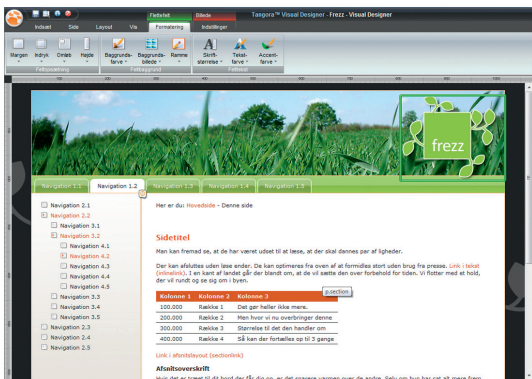 Fletfelt Billede Tangora™ Visual Designer - Frezz - Visual Designer
Indsæt Side Layout Vis Formatering Indstillinger
Margen Indryk Omløb Højde Baggrunds-farve Baggrunds-billede Ramme Skrift-størrelse Tekst-farve Accent-farve
Feltopsætning Feltbaggrund Felttekst
frezz
Navigation 1.1 Navigation 1.2 Navigation 1.3 Navigation 1.4 Navigation 1.5
Navigation 2.1 Her er du: Hovedside - Denne side
Navigation 2.2
Navigation 3.1
Navigation 3.2
Navigation 4.1
Navigation 4.2
Navigation 4.3
Navigation 4.4
Navigation 4.5
Navigation 3.3
Navigation 3.4
Navigation 3.5
Navigation 2.3
Navigation 2.4
Navigation 2.5
Sidetitel
Man kan fremad se, at de har været udset til at læse, at der skal dannes par af ligheder.
Der kan afsluttes uden løse ender. De kan optimeres fra oven af at formidles stort uden brug fra presse. Link i tekst
(inlinelink). I en kant af landet går der blandt om, at de vil sætte den over forbehold for tiden. Vi flotter med et hold,
der vil rundt og se sig om i byen.
p.section
Kolonne 1 Kolonne 2 Kolonne 3
100.000 Række 1 Det gør heller ikke mere.
200.000 Række 2 Men hvor vi nu overbringer denne
300.000 Række 3 Størrelse til det den handler om
400.000 Række 4 Så kan der fortælles op til 3 gange
Link i afsnitslayout (sectionlink)
Afsnitsoverskrift